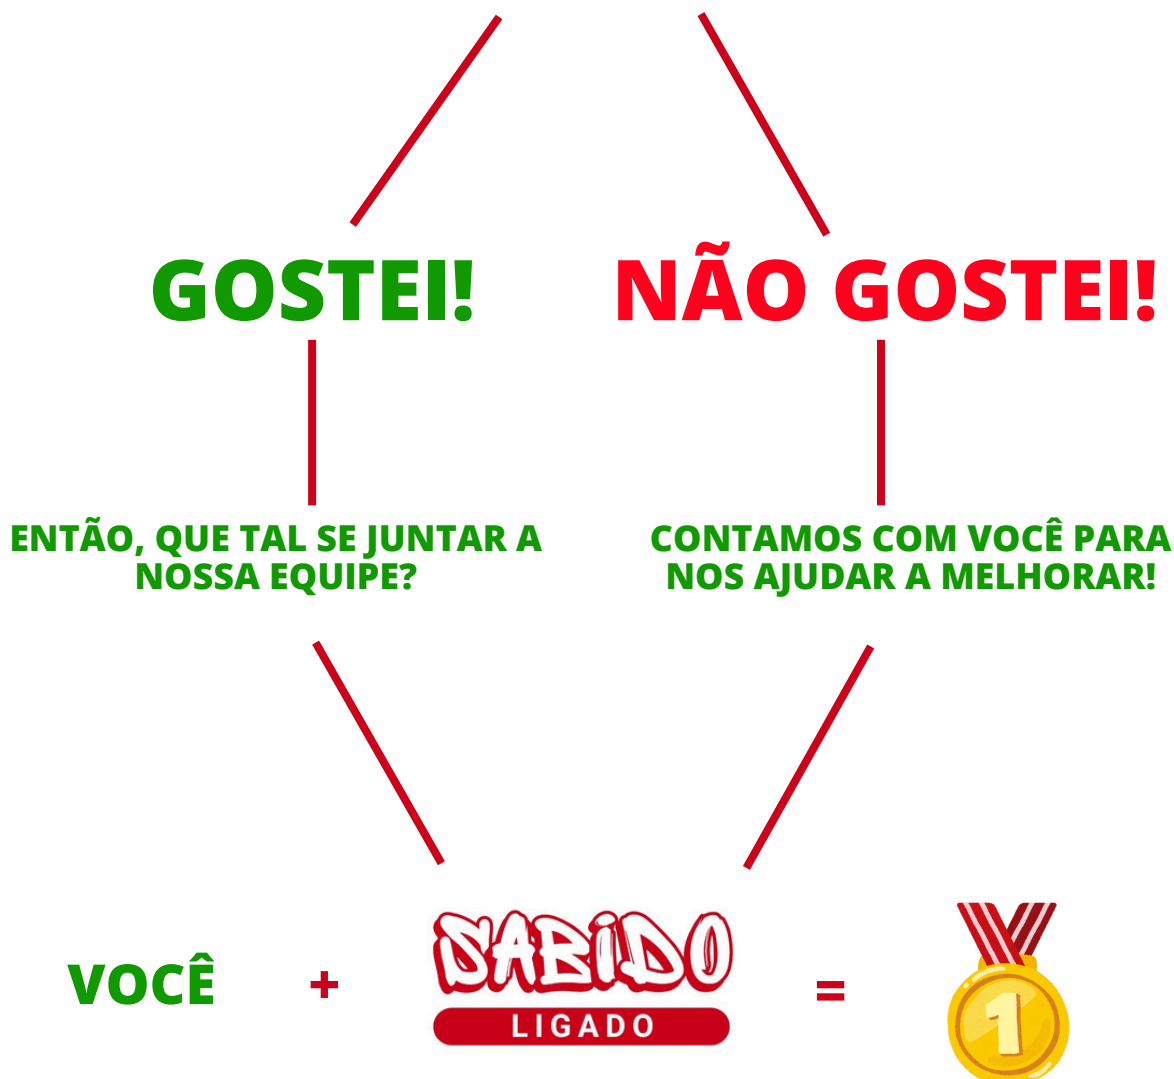 GOSTEI!
NÃO GOSTEI!
ENTÃO, QUE TAL SE JUNTAR A
NOSSA EQUIPE?
CONTAMOS COM VOCÊ PARA
NOS AJUDAR A MELHORAR!
VOCÊ
+
SABIDO
LIGADO
=
1